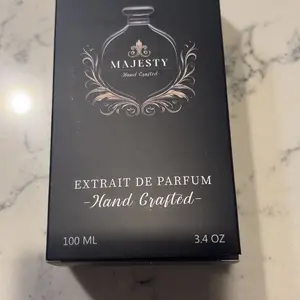 MAJESTY
Hand Crafted
EXTRAIT DE PARFUM
-Hand Crafted-
100 ML 3.4 OZ